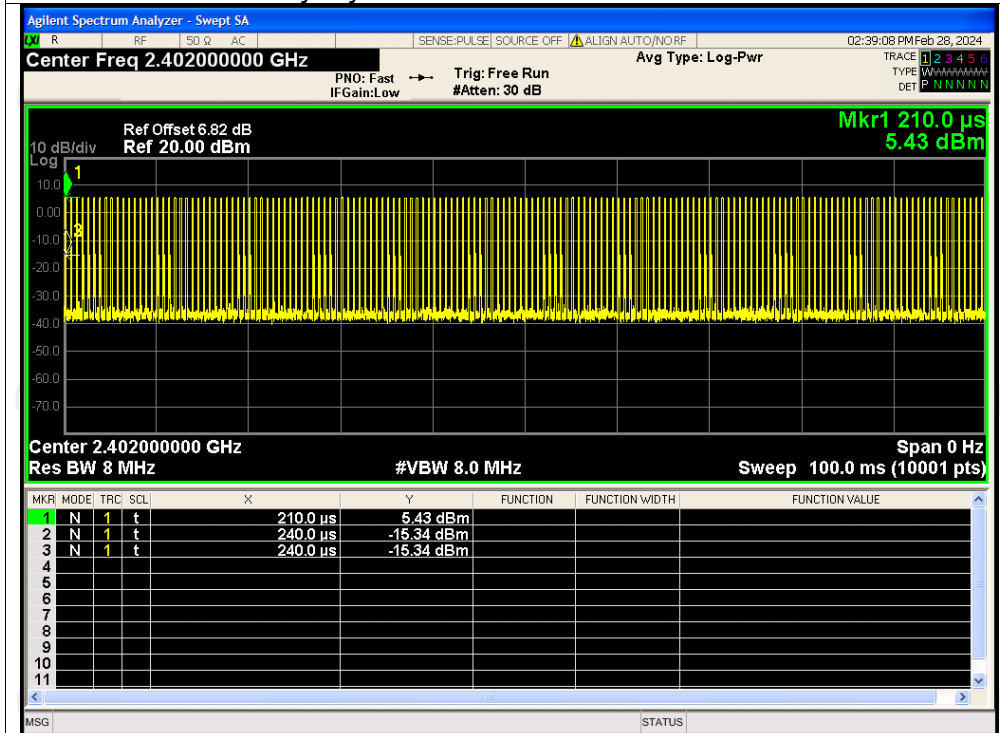 Agilent Spectrum Analyzer - Swept SA
LXI R RF 50 Ω AC SENSE:PULSE SOURCE OFF ALIGN AUTO/NO RF 02:39:08 PM Feb 28, 2024
Center Freq 2.402000000 GHz Avg Type: Log-Pwr TRACE 1 2 3 4 5 6
PNO: Fast Trig: Free Run TYPE W
IFGain:Low #Atten: 30 dB DET P N N N N N
Mkr1 210.0 µs
Ref Offset 6.82 dB
10 dB/div Ref 20.00 dBm 5.43 dBm
Log
1
10.0
0.00
-10.0
-20.0
-30.0
-40.0
-50.0
-60.0
-70.0
Center 2.402000000 GHz Span 0 Hz
Res BW 8 MHz #VBW 8.0 MHz Sweep 100.0 ms (10001 pts)
MKR MODE TRC SCL X Y FUNCTION FUNCTION WIDTH FUNCTION VALUE
1 N 1 t 210.0 µs 5.43 dBm
2 N 1 t 240.0 µs -15.34 dBm
3 N 1 t 240.0 µs -15.34 dBm
4
5
6
7
8
9
10
11
MSG STATUS